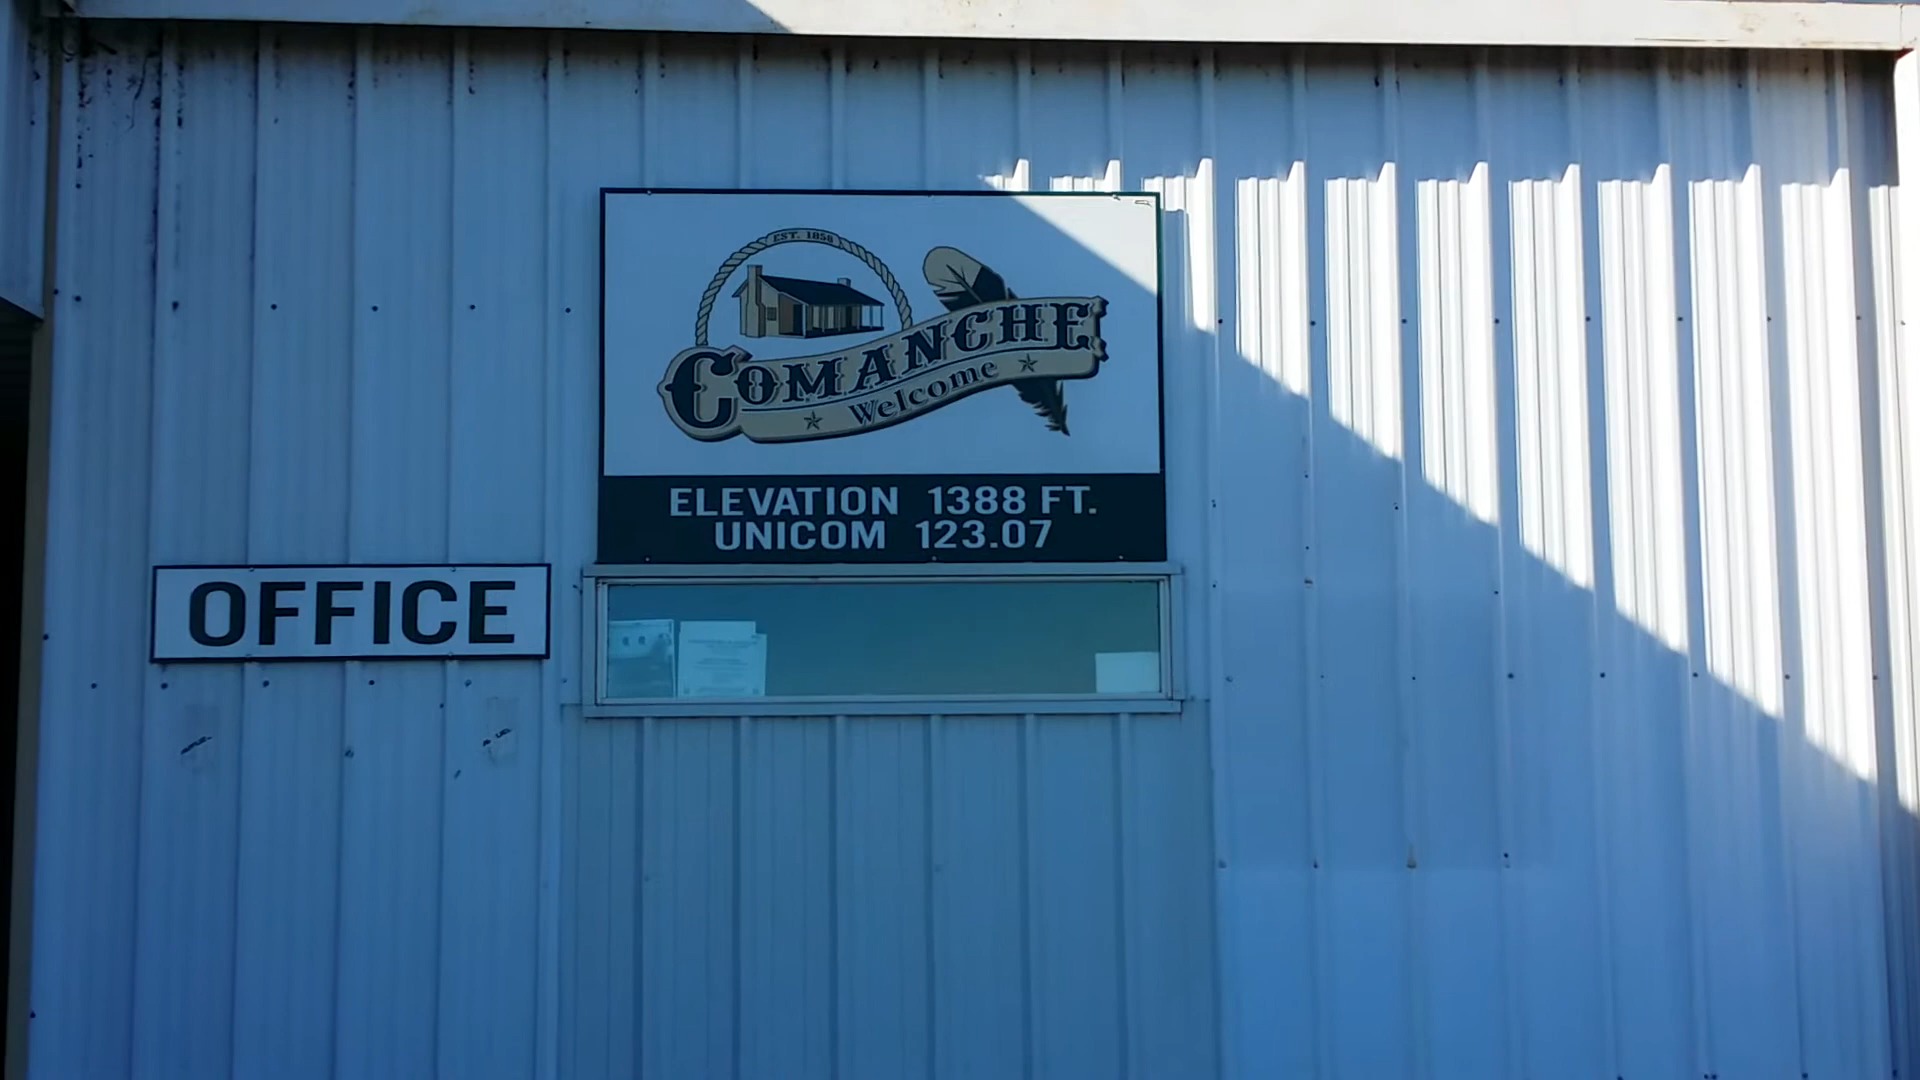 EST. 1858
COMANCHE
Welcome
ELEVATION 1388 FT.
UNICOM 123.07
OFFICE